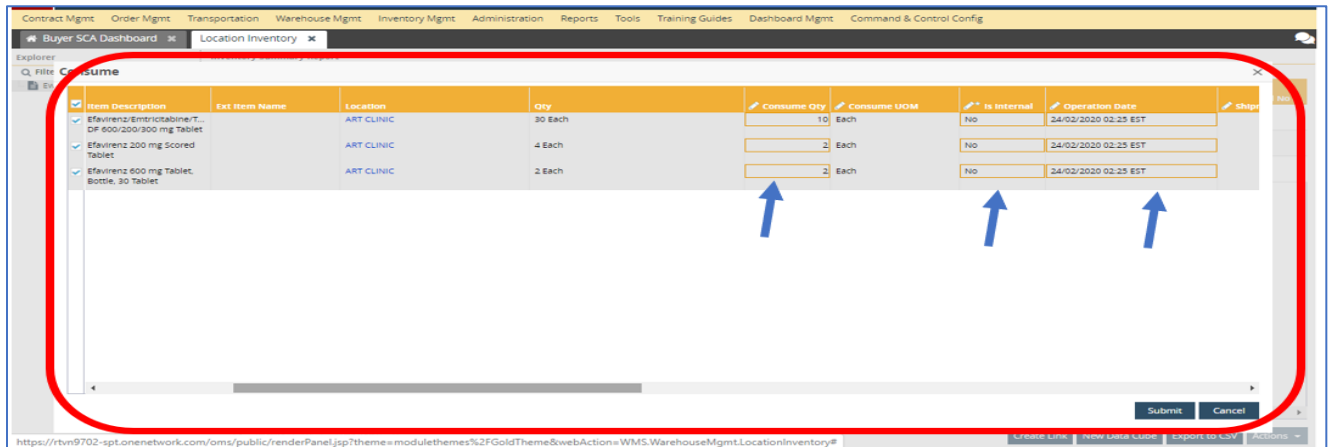 Contract Mgmt Order Mgmt Transportation Warehouse Mgmt Inventory Mgmt Administration Reports Tools Training Guides Dashboard Mgmt Command & Control Config
Buyer SCA Dashboard Location Inventory
Explorer
Filte
Consume
Item Description Ext Item Name Location Qty Consume Qty Consume UOM * Is Internal Operation Date Shipm
Efavirenz/Emtricitabine/T... ART CLINIC 30 Each 10 Each No 24/02/2020 02:25 EST
DF 600/200/300 mg Tablet
Efavirenz 200 mg Scored ART CLINIC 4 Each 2 Each No 24/02/2020 02:25 EST
Tablet
Efavirenz 600 mg Tablet, ART CLINIC 2 Each 2 Each No 24/02/2020 02:25 EST
Bottle, 30 Tablet
Submit Cancel
Create Link New Data Cube Export to CSV Actions
https://rtvn9702-spt.onenetwork.com/oms/public/renderPanel.jsp?theme=modulethemes%2FGoldTheme&webAction=WMS.WarehouseMgmt.LocationInventory#